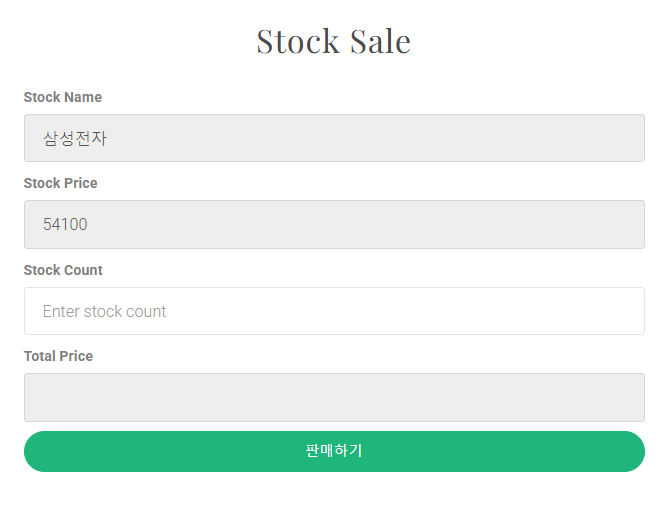 Stock Sale
Stock Name
삼성전자
Stock Price
54100
Stock Count
Enter stock count
Total Price
판매하기